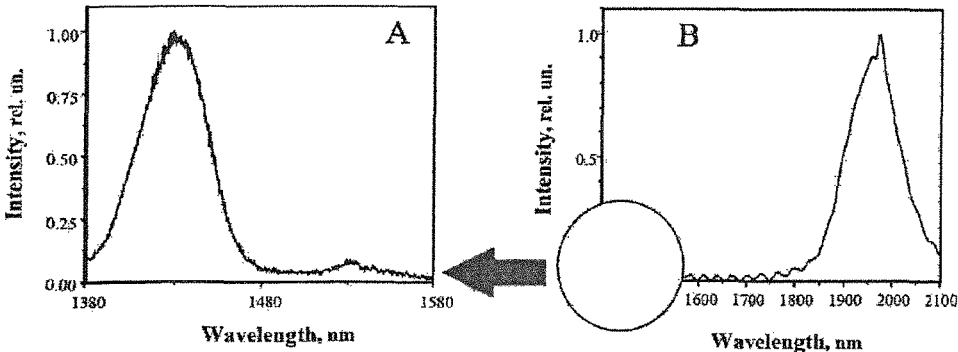 A
Intensity, rel. un.
1.00
0.75
0.50
0.25
0.00
1380
1480
1580
Wavelength, nm
B
Intensity, rel. un.
1.0
0.5
1600
1700
1800
1900
2000
2100
Wavelength, nm